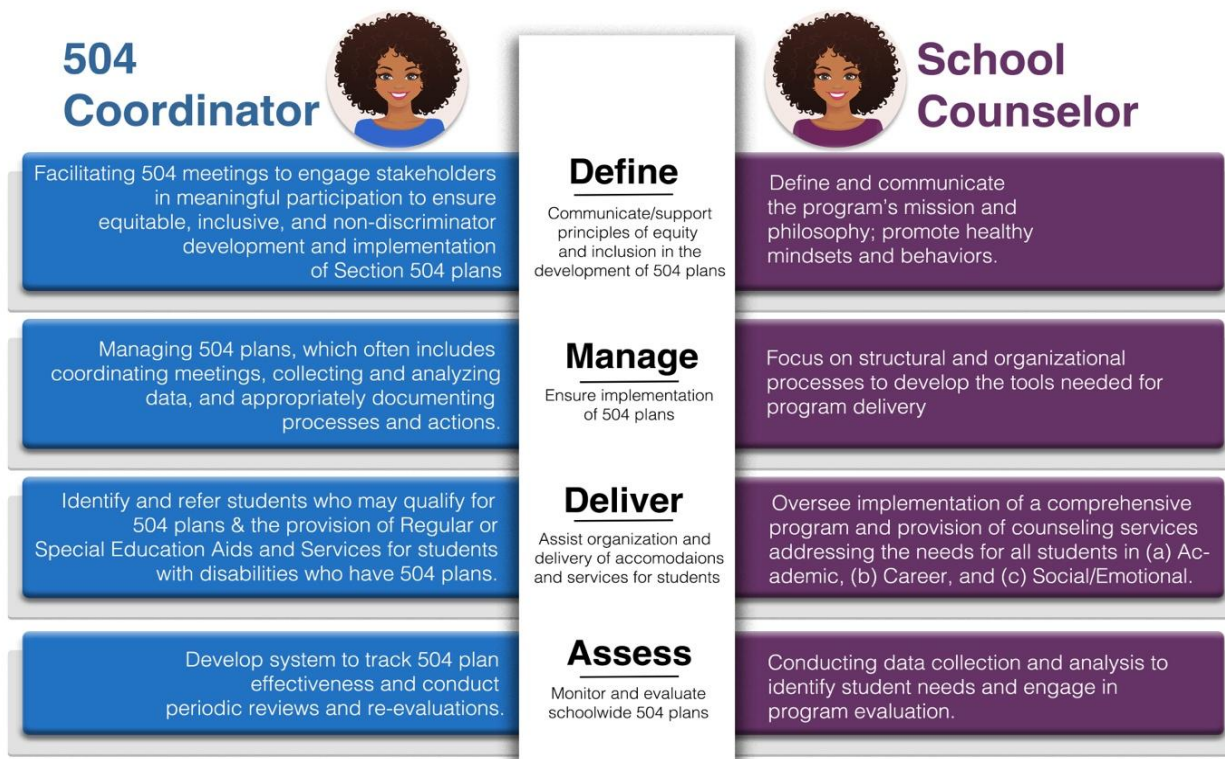 504
Coordinator
School
Counselor
Facilitating 504 meetings to engage stakeholders
in meaningful participation to ensure
equitable, inclusive, and non-discriminator
development and implementation
of Section 504 plans
Define
Communicate/support
principles of equity
and inclusion in the
development of 504 plans
Define and communicate
the program's mission and
philosophy; promote healthy
mindsets and behaviors.
Managing 504 plans, which often includes
coordinating meetings, collecting and analyzing
data, and appropriately documenting
processes and actions.
Manage
Ensure implementation
of 504 plans
Focus on structural and organizational
processes to develop the tools needed for
program delivery
Identify and refer students who may qualify for
504 plans & the provision of Regular or
Special Education Aids and Services for students
with disabilities who have 504 plans.
Deliver
Assist organization and
delivery of accomodaions
and services for students
Oversee implementation of a comprehensive
program and provision of counseling services
addressing the needs for all students in (a) Ac-
ademic, (b) Career, and (c) Social/Emotional.
Develop system to track 504 plan
effectiveness and conduct
periodic reviews and re-evaluations.
Assess
Monitor and evaluate
schoolwide 504 plans
Conducting data collection and analysis to
identify student needs and engage in
program evaluation.